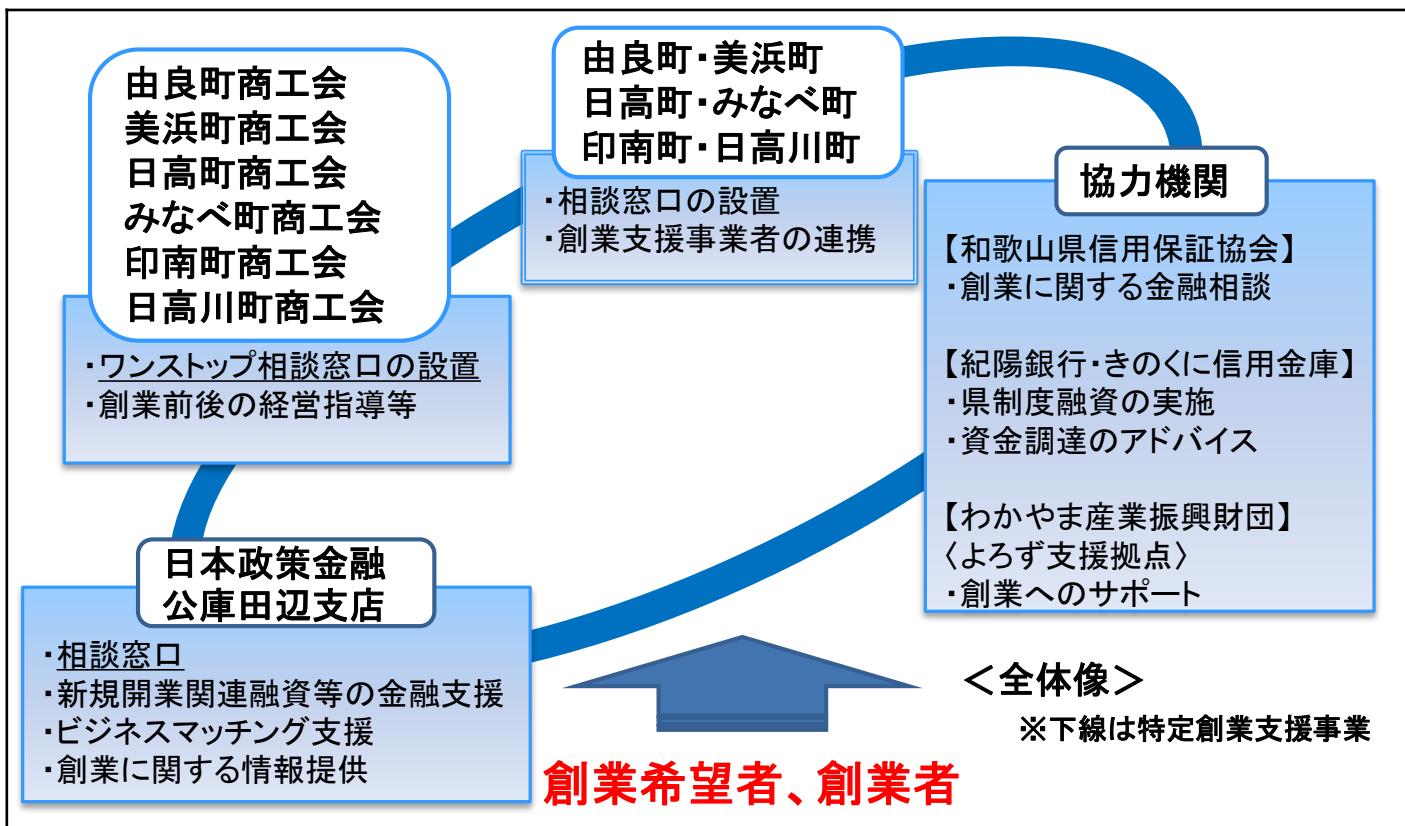 由良町商工会
美浜町商工会
日高町商工会
みなべ町商工会
印南町商工会
日高川町商工会
・ワンストップ相談窓口の設置
・創業前後の経営指導等
由良町・美浜町
日高町・みなべ町
印南町・日高川町
・相談窓口の設置
・創業支援事業者の連携
協力機関
【和歌山県信用保証協会】
・創業に関する金融相談
【紀陽銀行・きのくに信用金庫】
・県制度融資の実施
・資金調達のアドバイス
【わかやま産業振興財団】
〈よろず支援拠点〉
・創業へのサポート
日本政策金融
公庫田辺支店
・相談窓口
・新規開業関連融資等の金融支援
・ビジネスマッチング支援
・創業に関する情報提供
＜全体像＞
※下線は特定創業支援事業
創業希望者、創業者